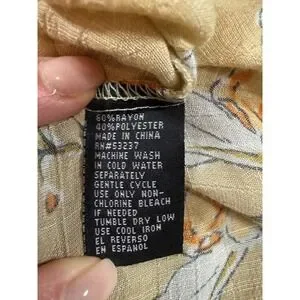 60%RAYON
40%POLYESTER
MADE IN CHINA
RN#53237
MACHINE WASH
IN COLD WATER
SEPARATELY
GENTLE CYCLE
USE ONLY NON-
CHLORINE BLEACH
IF NEEDED
TUMBLE DRY LOW
USE COOL IRON
EL REVERSO
EN ESPANOL